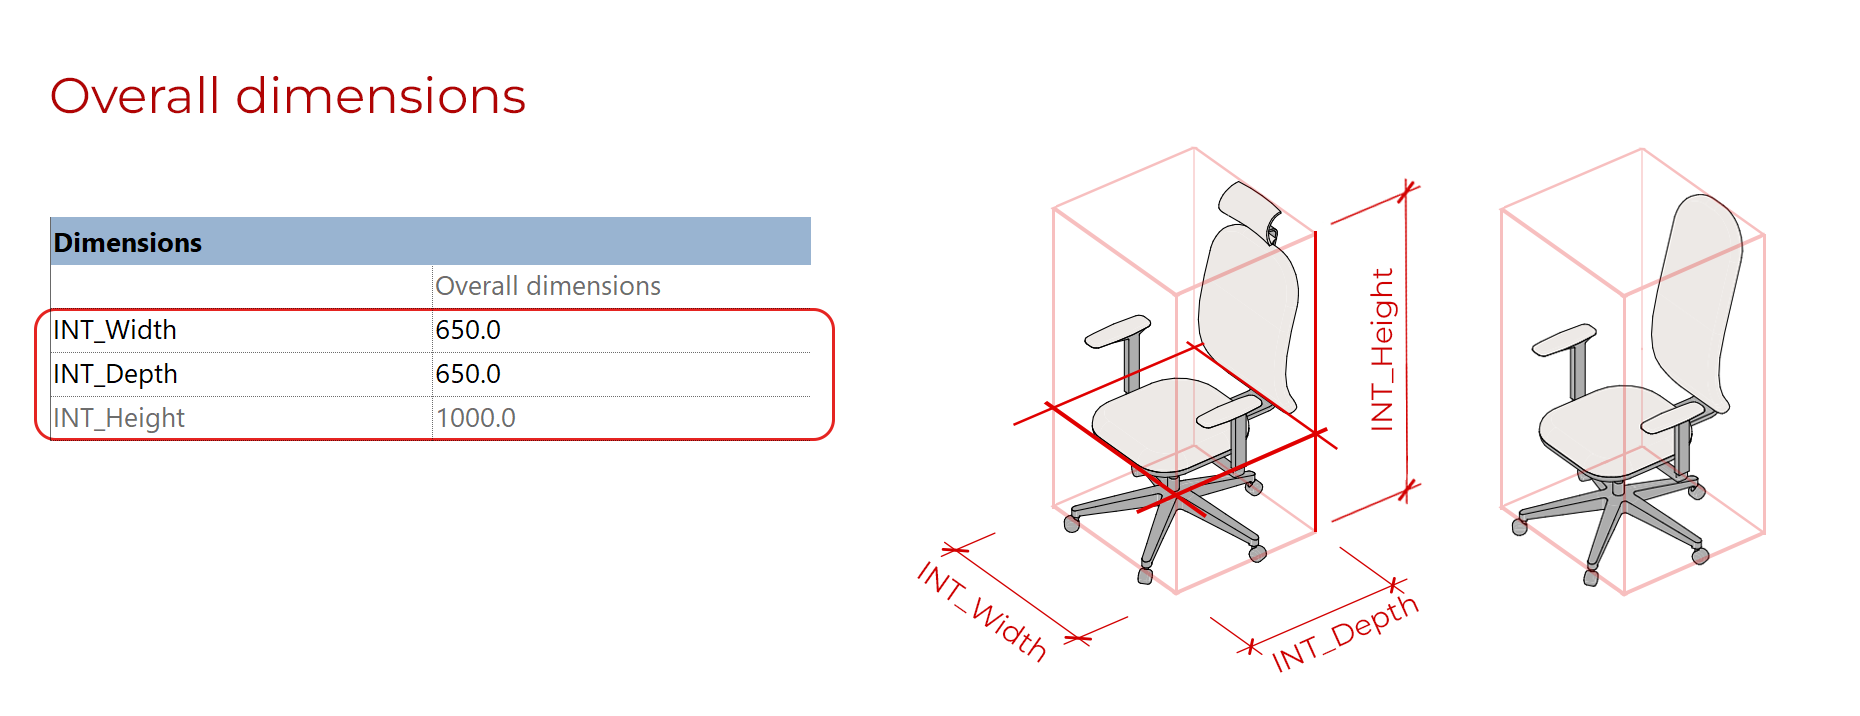 Overall dimensions
Dimensions
Overall dimensions
INT_Width 650.0
INT_Depth 650.0
INT_Height 1000.0
INT_Height
INT_Width
INT_Depth